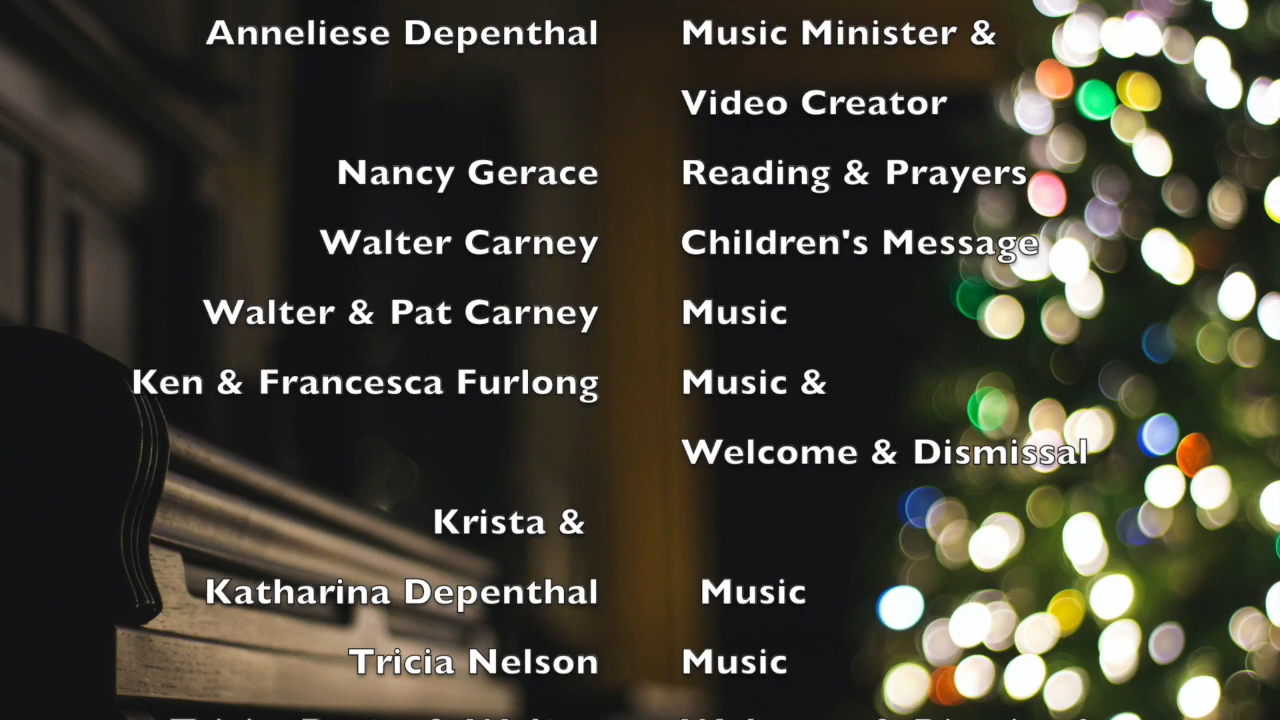 Anneliese Depenthal Music Minister &
Video Creator
Nancy Gerace Reading & Prayers
Walter Carney Children's Message
Walter & Pat Carney Music
Ken & Francesca Furlong Music &
Welcome & Dismissal
Krista &
Katharina Depenthal Music
Tricia Nelson Music